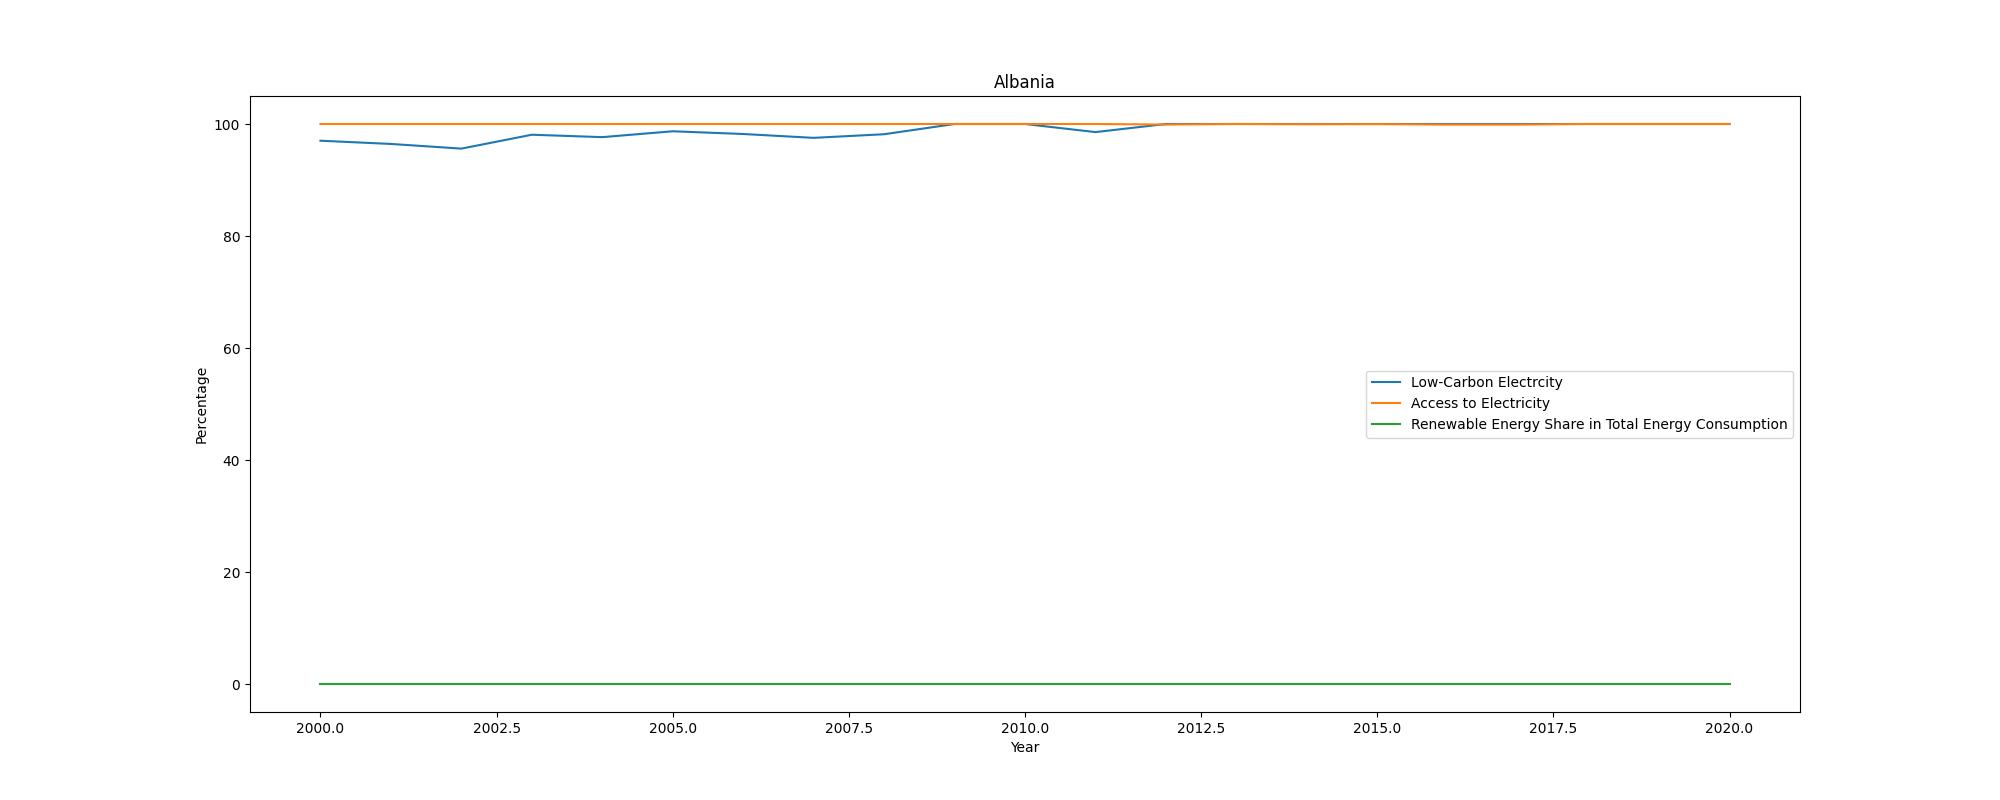 Albania
100
80
60
40
20
0
Percentage
Low-Carbon Electrcity
Access to Electricity
Renewable Energy Share in Total Energy Consumption
2000.0 2002.5 2005.0 2007.5 2010.0 2012.5 2015.0 2017.5 2020.0
Year